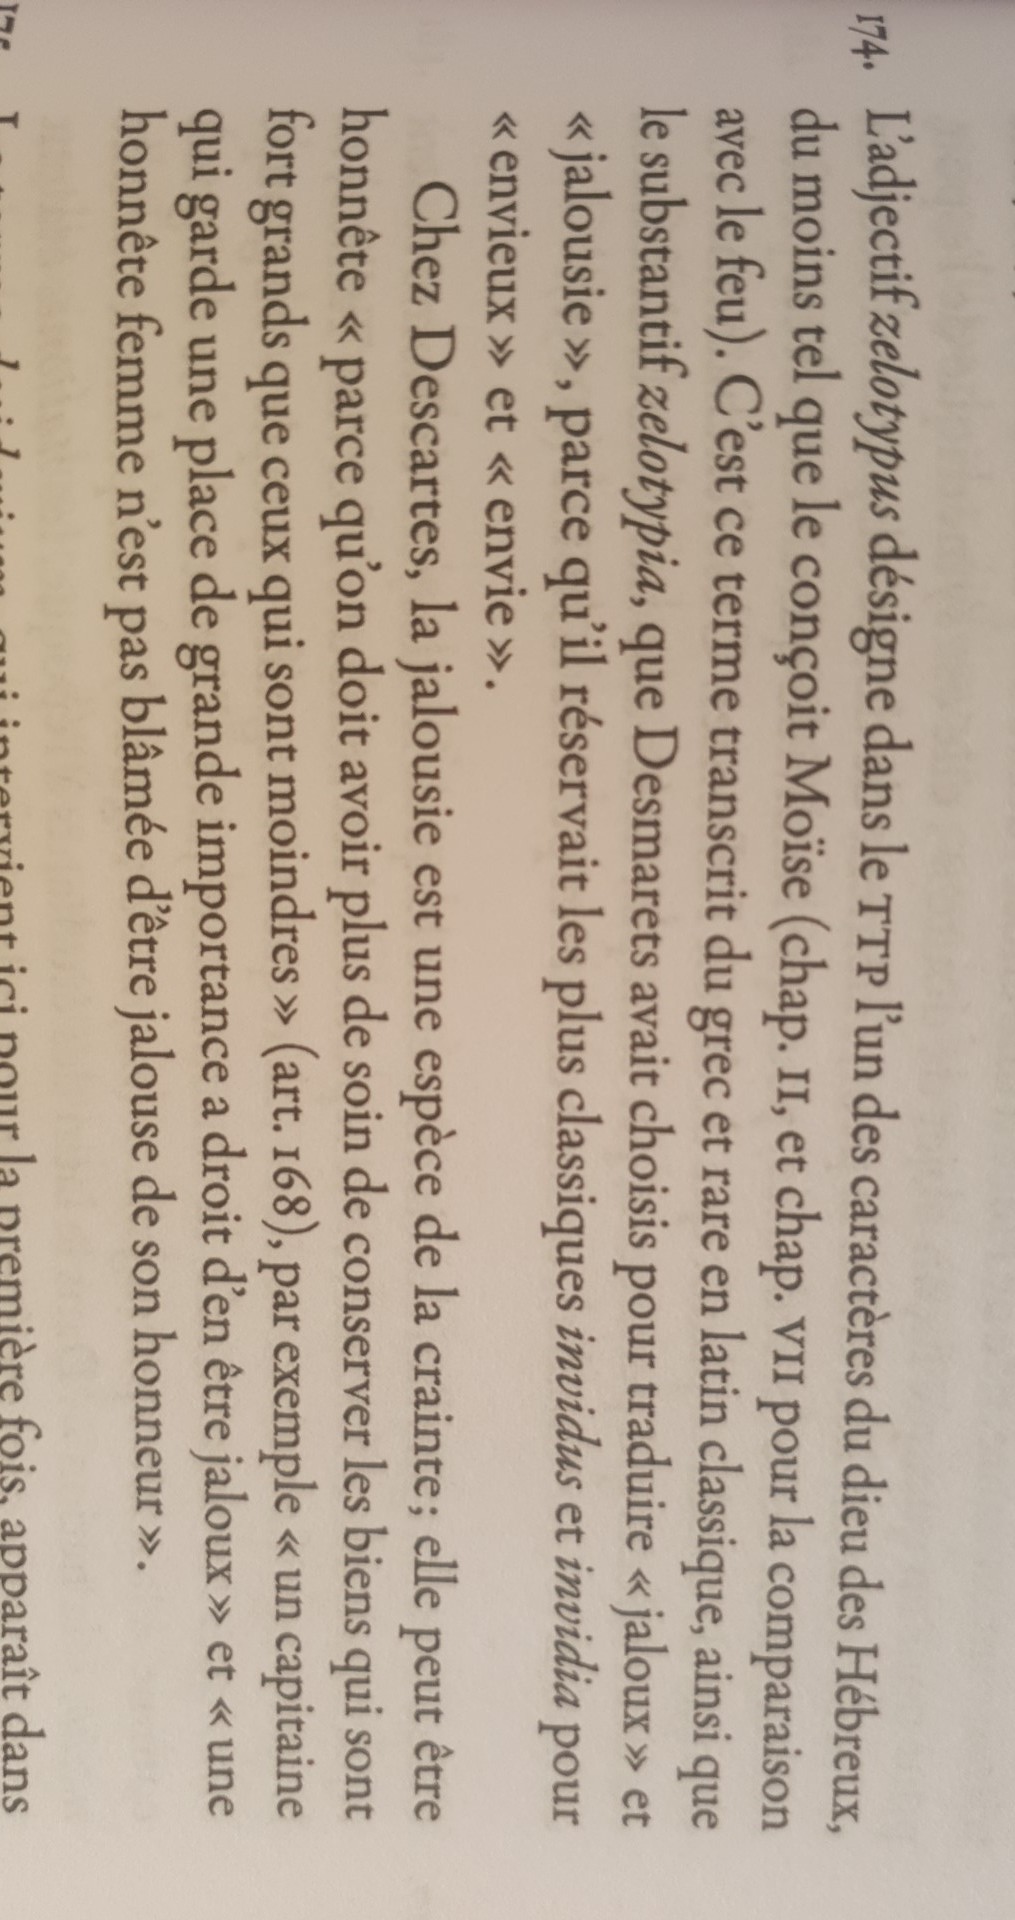 174. L'adjectif zelotypus désigne dans le TTP l'un des caractères du dieu des Hébreux,
du moins tel que le conçoit Moïse (chap. II, et chap. VII pour la comparaison
avec le feu). C'est ce terme transcrit du grec et rare en latin classique, ainsi que
le substantif zelotypia, que Desmarets avait choisis pour traduire « jaloux » et
« jalousie », parce qu'il réservait les plus classiques invidus et invidia pour
« envieux » et « envie ».
Chez Descartes, la jalousie est une espèce de la crainte ; elle peut être
honnête « parce qu'on doit avoir plus de soin de conserver les biens qui sont
fort grands que ceux qui sont moindres » (art. 168), par exemple « un capitaine
qui garde une place de grande importance a droit d'en être jaloux » et « une
honnête femme n'est pas blâmée d'être jalouse de son honneur ».
qui intervient ici pour la première fois, apparaît dans